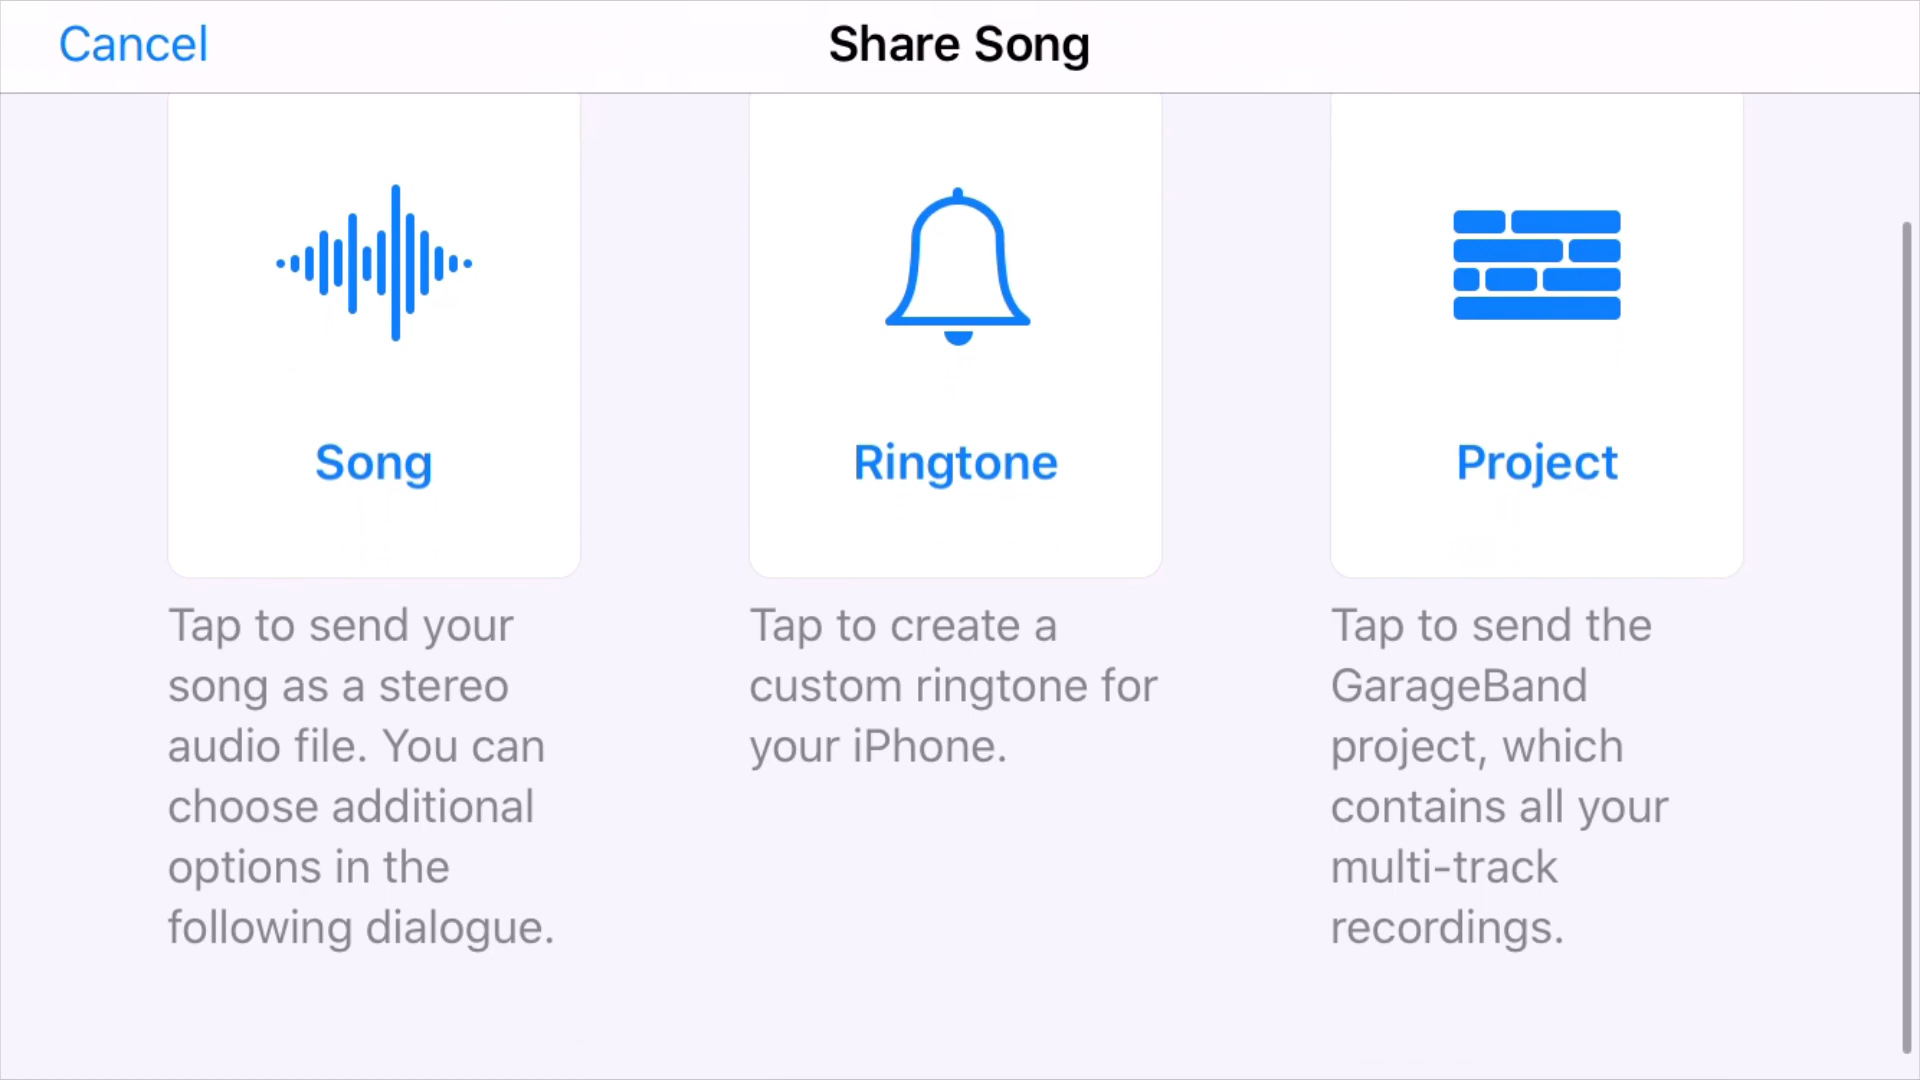 Cancel
Share Song
Song
Tap to send your
song as a stereo
audio file. You can
choose additional
options in the
following dialogue.
Ringtone
Tap to create a
custom ringtone for
your iPhone.
Project
Tap to send the
GarageBand
project, which
contains all your
multi-track
recordings.